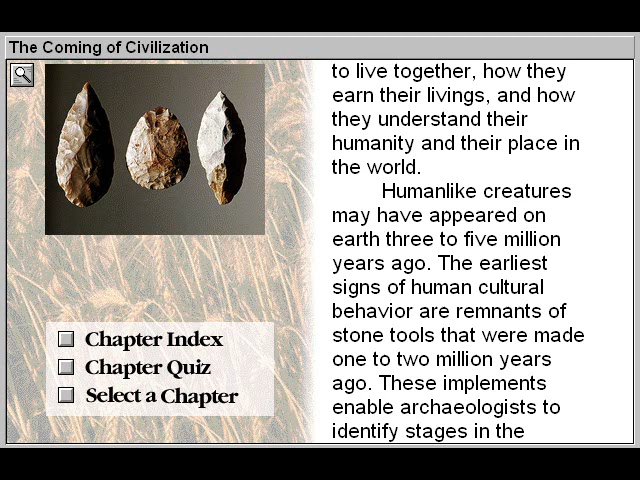 The Coming of Civilization
to live together, how they
earn their livings, and how
they understand their
humanity and their place in
the world.
Humanlike creatures
may have appeared on
earth three to five million
years ago. The earliest
signs of human cultural
behavior are remnants of
stone tools that were made
one to two million years
ago. These implements
enable archaeologists to
identify stages in the
Chapter Index
Chapter Quiz
Select a Chapter